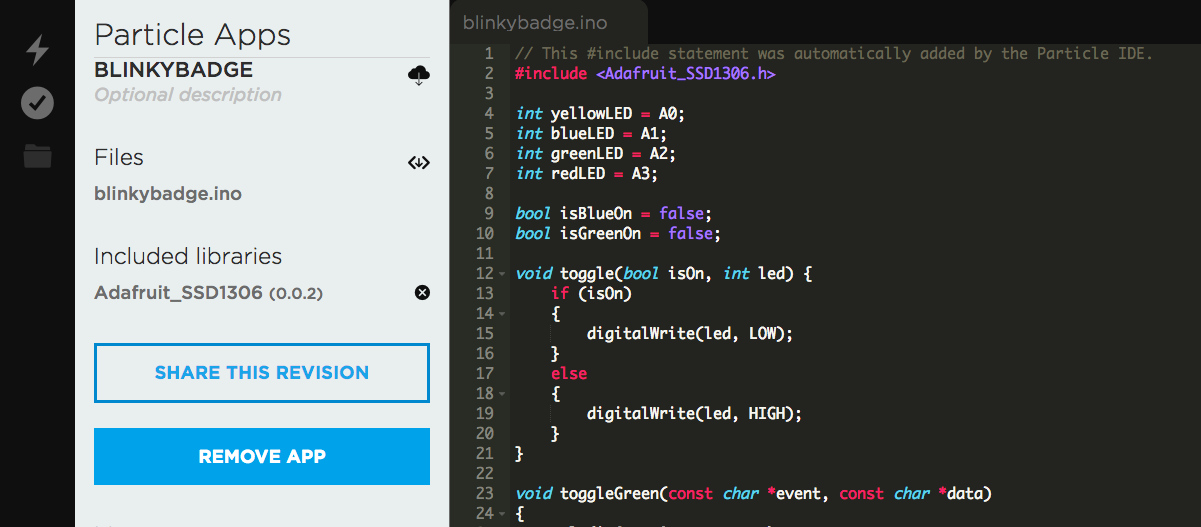 Particle Apps
BLINKYBADGE
Optional description
Files
blinkybadge.ino
Included libraries
Adafruit_SSD1306 (0.0.2)
SHARE THIS REVISION
REMOVE APP
blinkybadge.ino
1 // This #include statement was automatically added by the Particle IDE.
2 #include <Adafruit_SSD1306.h>
3
4 int yellowLED = A0;
5 int blueLED = A1;
6 int greenLED = A2;
7 int redLED = A3;
8
9 bool isBlueOn = false;
10 bool isGreenOn = false;
11
12 void toggle(bool isOn, int led) {
13     if (isOn)
14     {
15         digitalWrite(led, LOW);
16     }
17     else
18     {
19         digitalWrite(led, HIGH);
20     }
21 }
22
23 void toggleGreen(const char *event, const char *data)
24 {